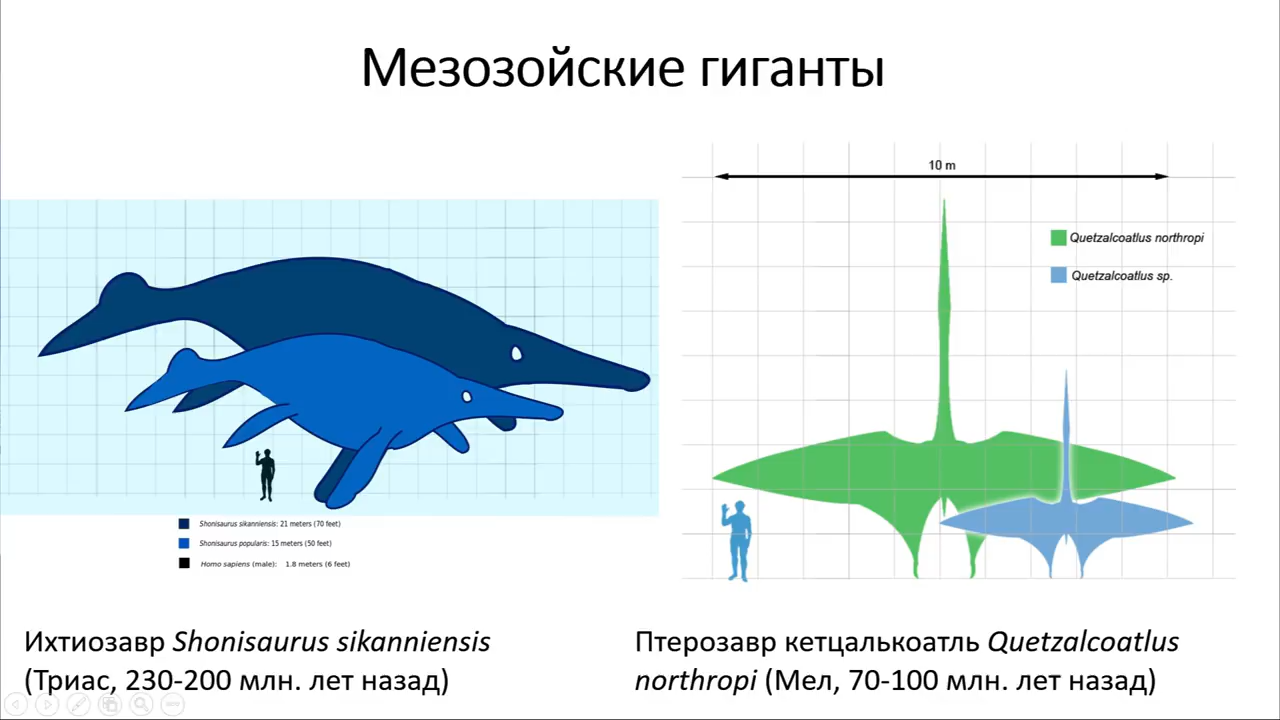 Мезозойские гиганты
10 m
Quetzalcoatlus northropi
Quetzalcoatlus sp.
Shonisaurus sikanniensis: 21 meters (70 feet)
Shonisaurus popularis: 15 meters (50 feet)
Homo sapiens (male): 1.8 meters (6 feet)
Ихтиозавр Shonisaurus sikanniensis
(Триас, 230-200 млн. лет назад)
Птерозавр кетцалькоатль Quetzalcoatlus
northropi (Мел, 70-100 млн. лет назад)